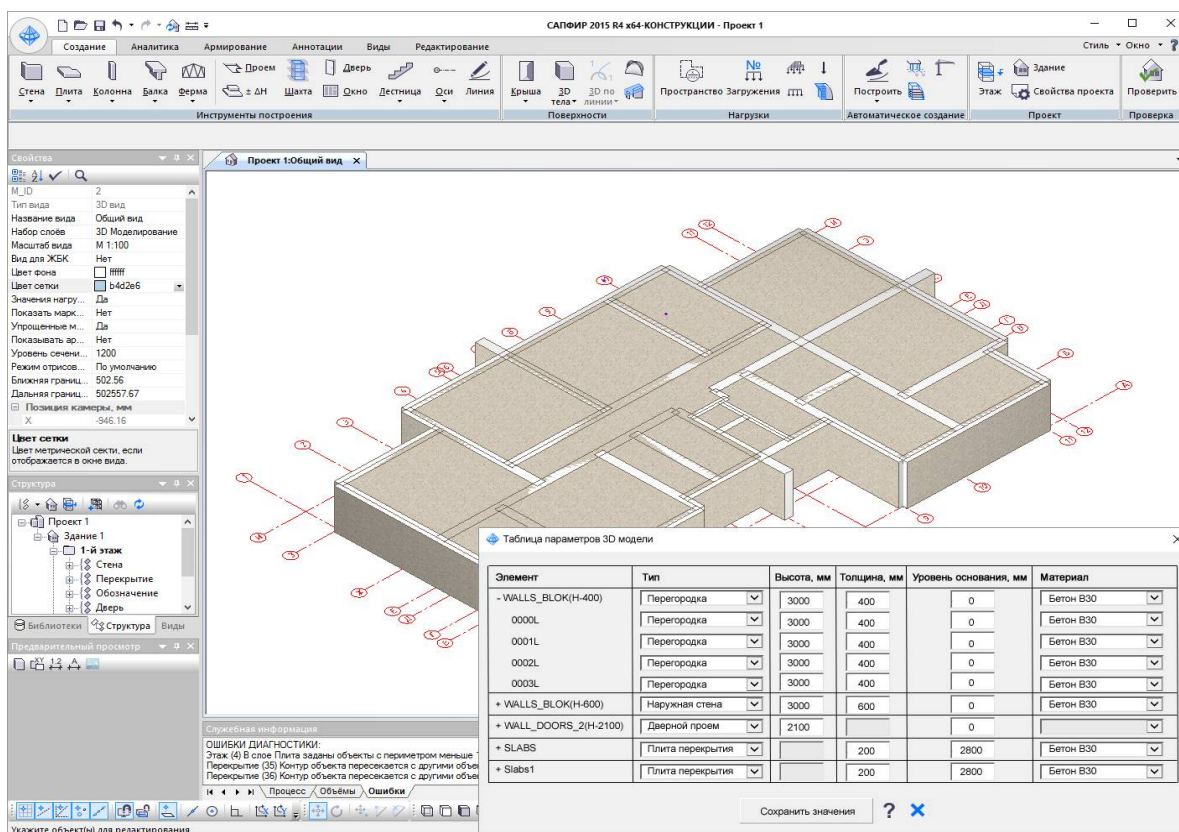 САПФИР 2015 R4 x64-КОНСТРУКЦИИ - Проект 1
Создание Аналитика Армирование Аннотации Виды Редактирование Стиль Окно ?
Проем Дверь Здание
Стена Плита Колонна Балка Ферма ± ΔH Шахта Окно Лестница Оси Линия Крыша 3D тела 3D по линии Пространство Загружения Построить Этаж Свойства проекта Проверить
Инструменты построения Поверхности Нагрузки Автоматическое создание Проект Проверка
Свойства
Проект 1:Общий вид x
M_ID 2
Тип вида 3D вид
Название вида Общий вид
Набор слоёв 3D Моделирование
Масштаб вида М 1:100
Вид для ЖБК Нет
Цвет фона ffffff
Цвет сетки b4d2e6
Значения нагру... Да
Показать марк... Нет
Упрощенные м... Да
Показывать ар... Нет
Уровень сечени... 1200
Режим отрисов... По умолчанию
Ближняя границ... 502.56
Дальняя границ... 502557.67
Позиция камеры, мм
X -946.16
Цвет сетки
Цвет метрической секти, если
отображается в окне вида.
Структура
Проект 1
Здание 1
1-й этаж
Стена
Перекрытие
Обозначение
Дверь
Библиотеки Структура Виды
Предварительный просмотр
Таблица параметров 3D модели
Элемент Тип Высота, мм Толщина, мм Уровень основания, мм Материал
- WALLS_BLOK(H-400) Перегородка 3000 400 0 Бетон B30
0000L Перегородка 3000 400 0 Бетон B30
0001L Перегородка 3000 400 0 Бетон B30
0002L Перегородка 3000 400 0 Бетон B30
0003L Перегородка 3000 400 0 Бетон B30
+ WALLS_BLOK(H-600) Наружная стена 3000 600 0 Бетон B30
+ WALL_DOORS_2(H-2100) Дверной проем 2100 0
+ SLABS Плита перекрытия 200 2800 Бетон B30
+ Slabs1 Плита перекрытия 200 2800 Бетон B30
Сохранить значения ?
Служебная информация
ОШИБКИ ДИАГНОСТИКИ:
Этаж (4) В слое Плита заданы объекты с периметром меньше
Перекрытие (35) Контур объекта пересекается с другими
Перекрытие (36) Контур объекта пересекается с другими
Процесс Объёмы Ошибки
Укажите объект(ы) для редактирования